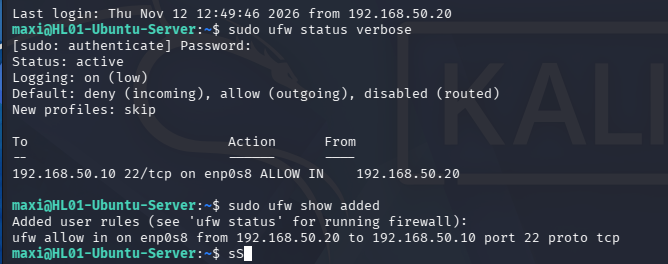 Last login: Thu Nov 12 12:49:46 2026 from 192.168.50.20
maxi@HL01-Ubuntu-Server:~$ sudo ufw status verbose
[sudo: authenticate] Password:
Status: active
Logging: on (low)
Default: deny (incoming), allow (outgoing), disabled (routed)
New profiles: skip
To                         Action      From
--                         ------      ----
192.168.50.10 22/tcp on enp0s8 ALLOW IN    192.168.50.20
maxi@HL01-Ubuntu-Server:~$ sudo ufw show added
Added user rules (see 'ufw status' for running firewall):
ufw allow in on enp0s8 from 192.168.50.20 to 192.168.50.10 port 22 proto tcp
maxi@HL01-Ubuntu-Server:~$ sS
KALI